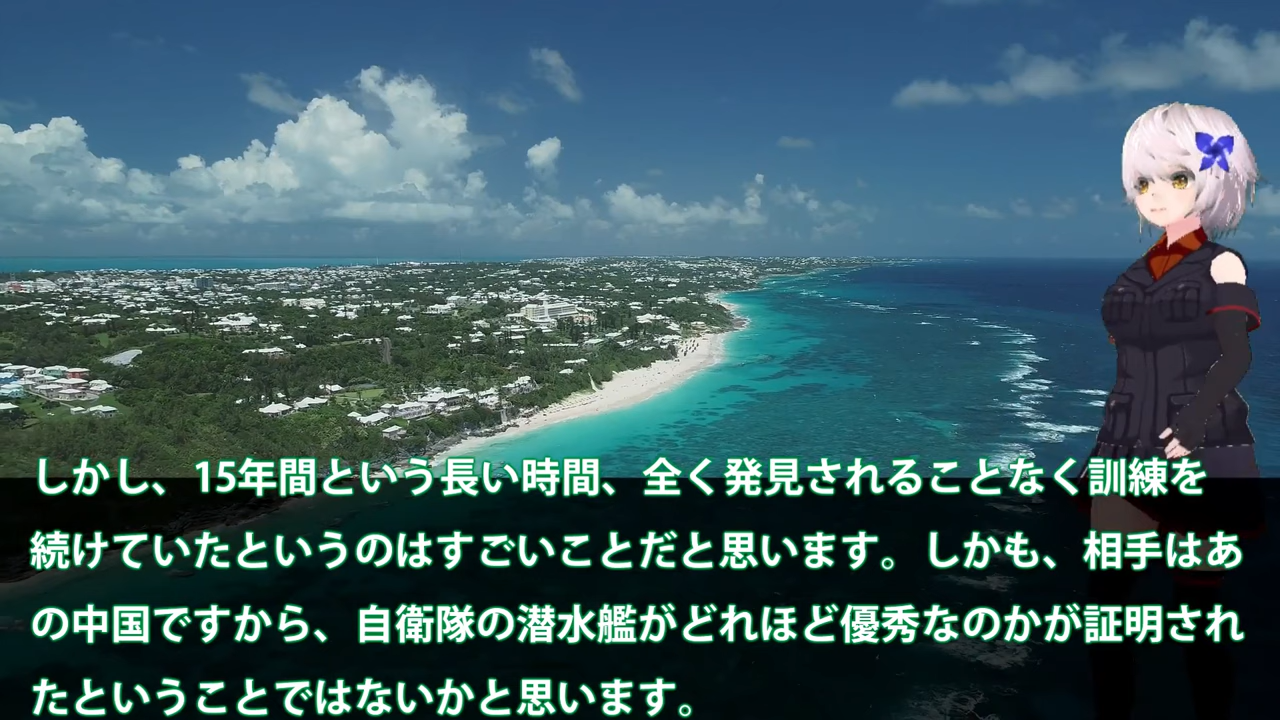 しかし、15年間という長い時間、全く発見されることなく訓練を
続けていたというのはすごいことだと思います。しかも、相手はあ
の中国ですから、自衛隊の潜水艦がどれほど優秀なのかが証明され
たということではないかと思います。